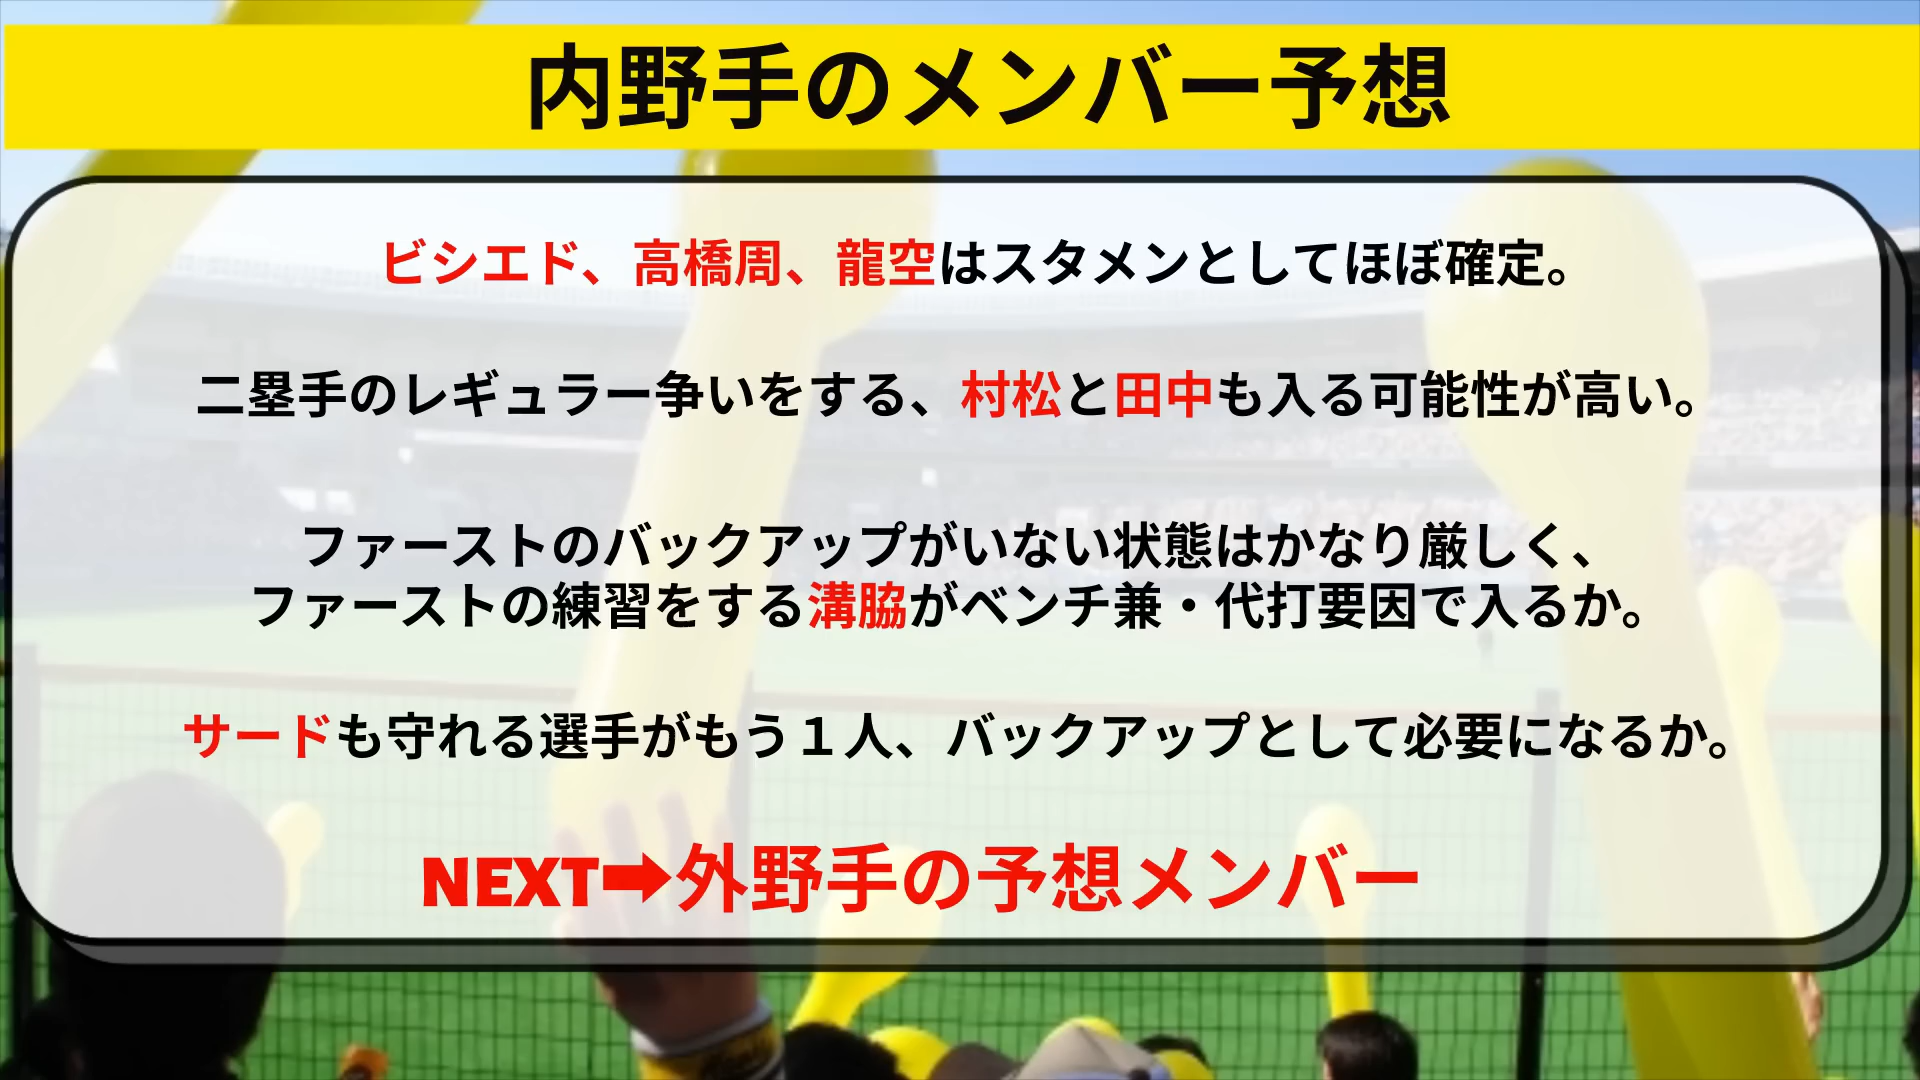 内野手のメンバー予想
ビシエド、高橋周、龍空はスタメンとしてほぼ確定。
二塁手のレギュラー争いをする、村松と田中も入る可能性が高い。
ファーストのバックアップがいない状態はかなり厳しく、
ファーストの練習をする溝脇がベンチ兼・代打要因で入るか。
サードも守れる選手がもう１人、バックアップとして必要になるか。
NEXT➡外野手の予想メンバー